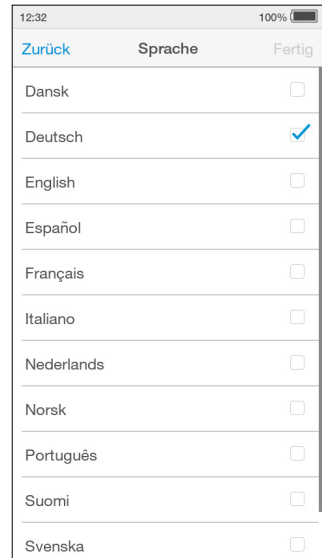 12:32 100%
Zurück Sprache Fertig
Dansk
Deutsch
English
Español
Français
Italiano
Nederlands
Norsk
Português
Suomi
Svenska